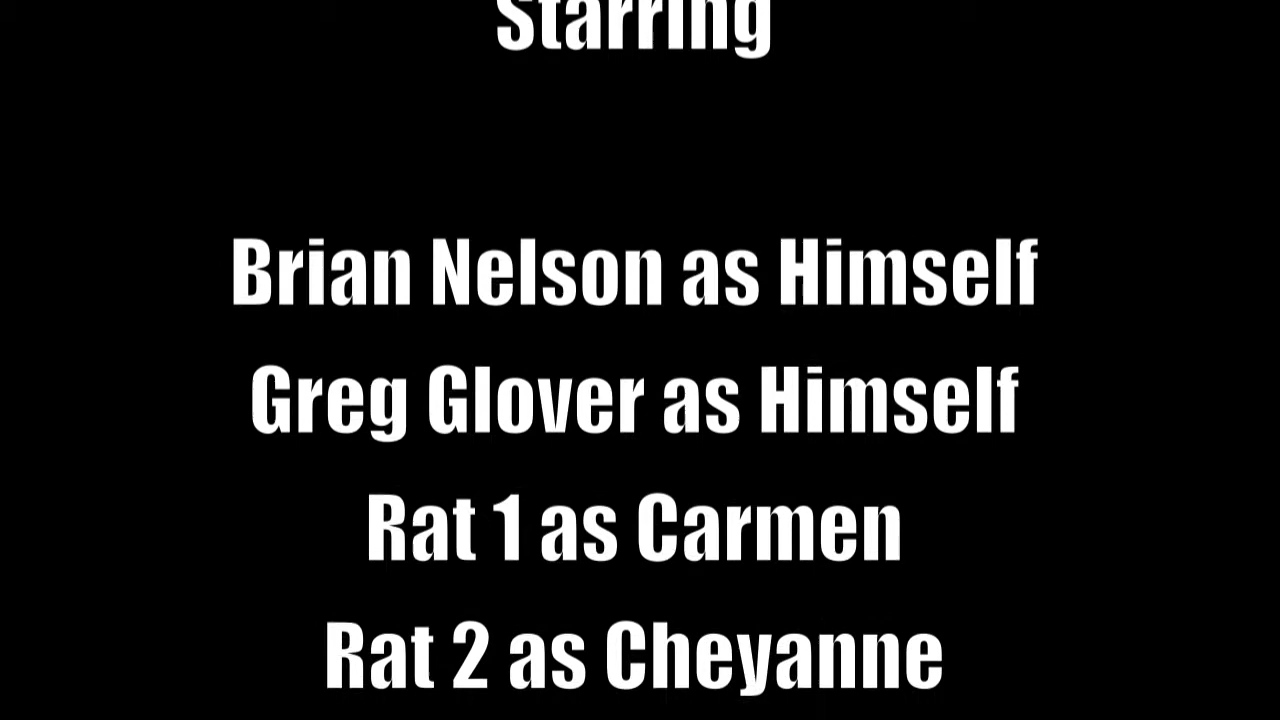 Starring
Brian Nelson as Himself
Greg Glover as Himself
Rat 1 as Carmen
Rat 2 as Cheyanne